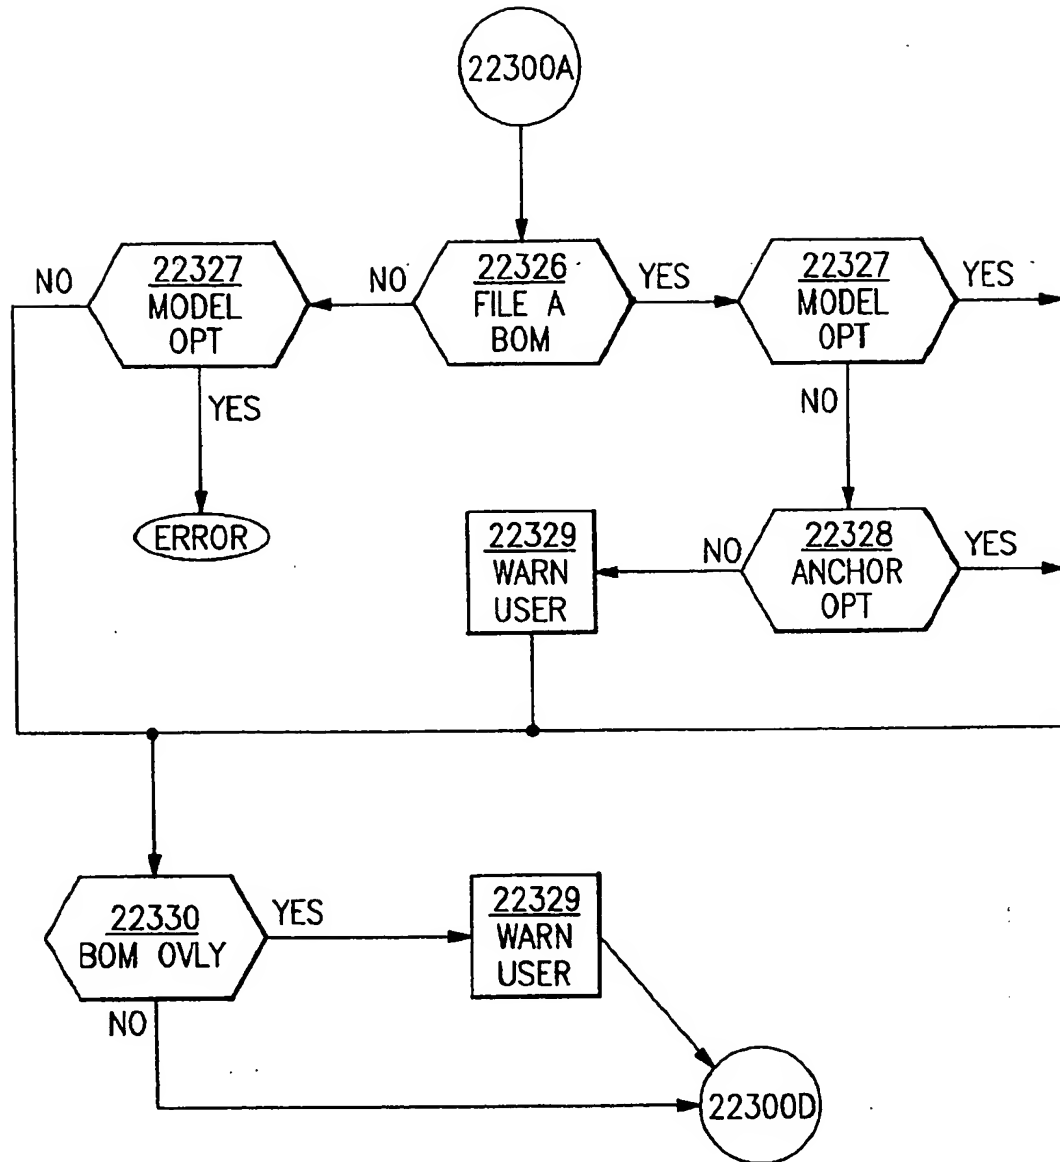 22300A
NO
22327
MODEL
OPT
NO
22326
FILE A
BOM
YES
22327
MODEL
OPT
YES
YES
NO
ERROR
22329
WARN
USER
NO
22328
ANCHOR
OPT
YES
22330
BOM OVLY
YES
22329
WARN
USER
NO
22300D